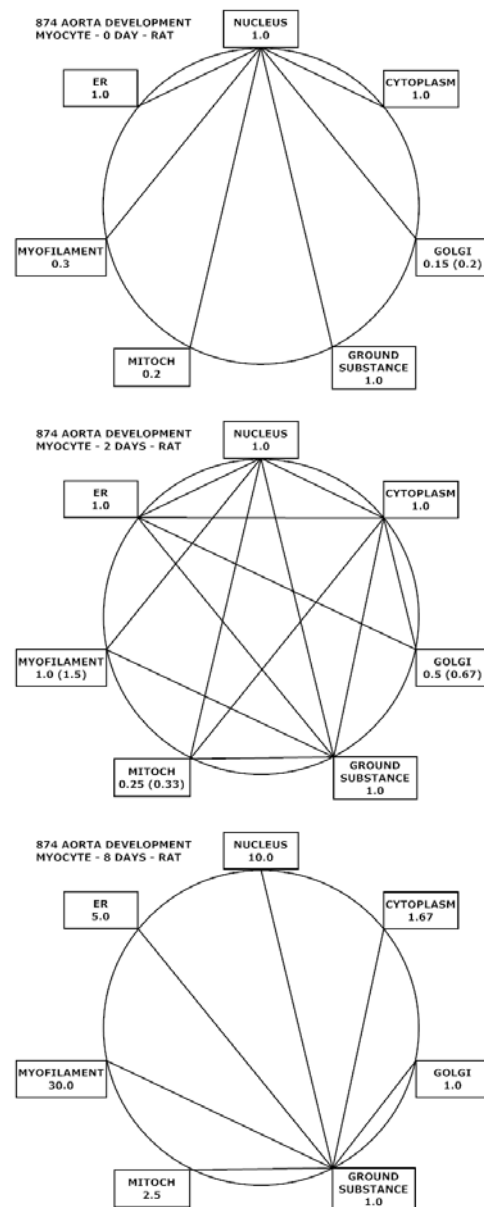 874 AORTA DEVELOPMENT
MYOCYTE - 0 DAY - RAT
NUCLEUS
1.0
ER
1.0
CYTOPLASM
1.0
MYOFILAMENT
0.3
GOLGI
0.15 (0.2)
MITOCH
0.2
GROUND
SUBSTANCE
1.0
874 AORTA DEVELOPMENT
MYOCYTE - 2 DAYS - RAT
NUCLEUS
1.0
ER
1.0
CYTOPLASM
1.0
MYOFILAMENT
1.0 (1.5)
GOLGI
0.5 (0.67)
MITOCH
0.25 (0.33)
GROUND
SUBSTANCE
1.0
874 AORTA DEVELOPMENT
MYOCYTE - 8 DAYS - RAT
NUCLEUS
10.0
ER
5.0
CYTOPLASM
1.67
MYOFILAMENT
30.0
GOLGI
1.0
MITOCH
2.5
GROUND
SUBSTANCE
1.0